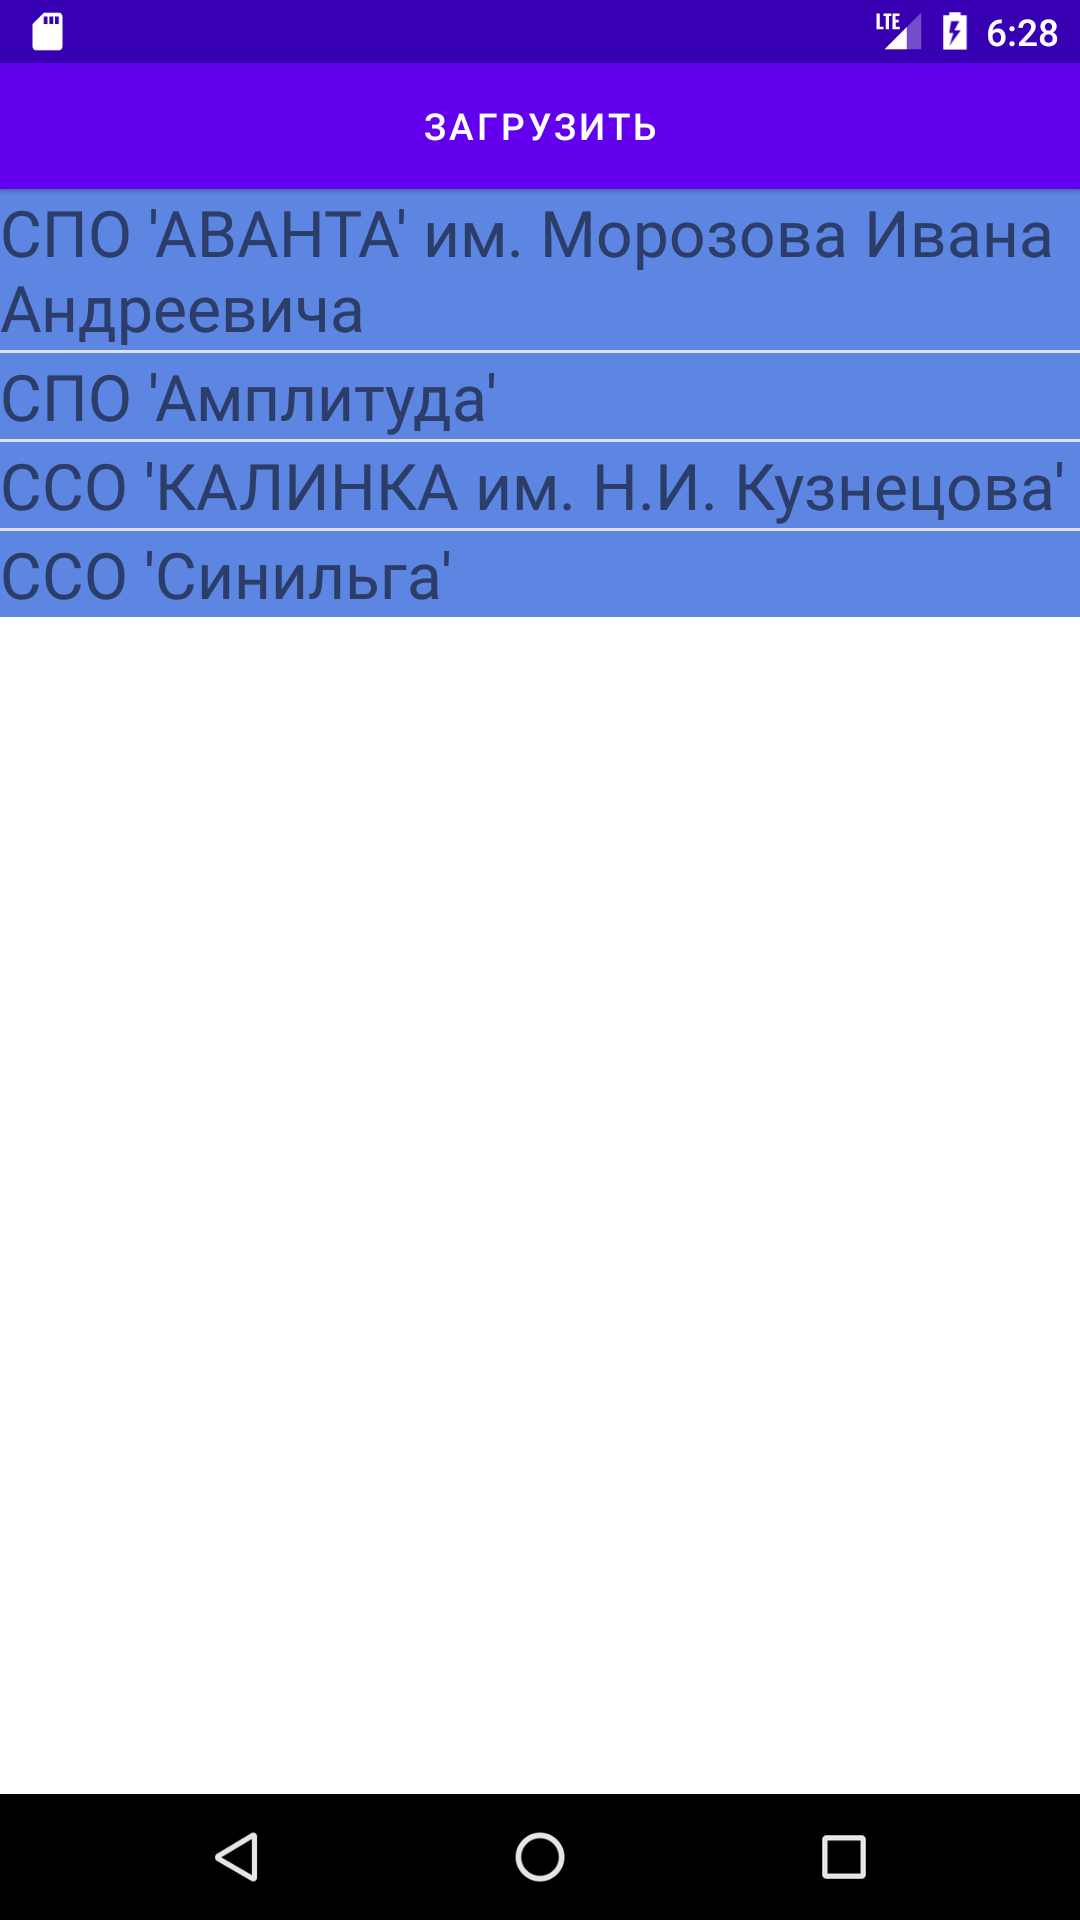 LTE 6:28
ЗАГРУЗИТЬ
СПО 'АВАНТА' им. Морозова Ивана
Андреевича
СПО 'Амплитуда'
ССО 'КАЛИНКА им. Н.И. Кузнецова'
ССО 'Синильга'